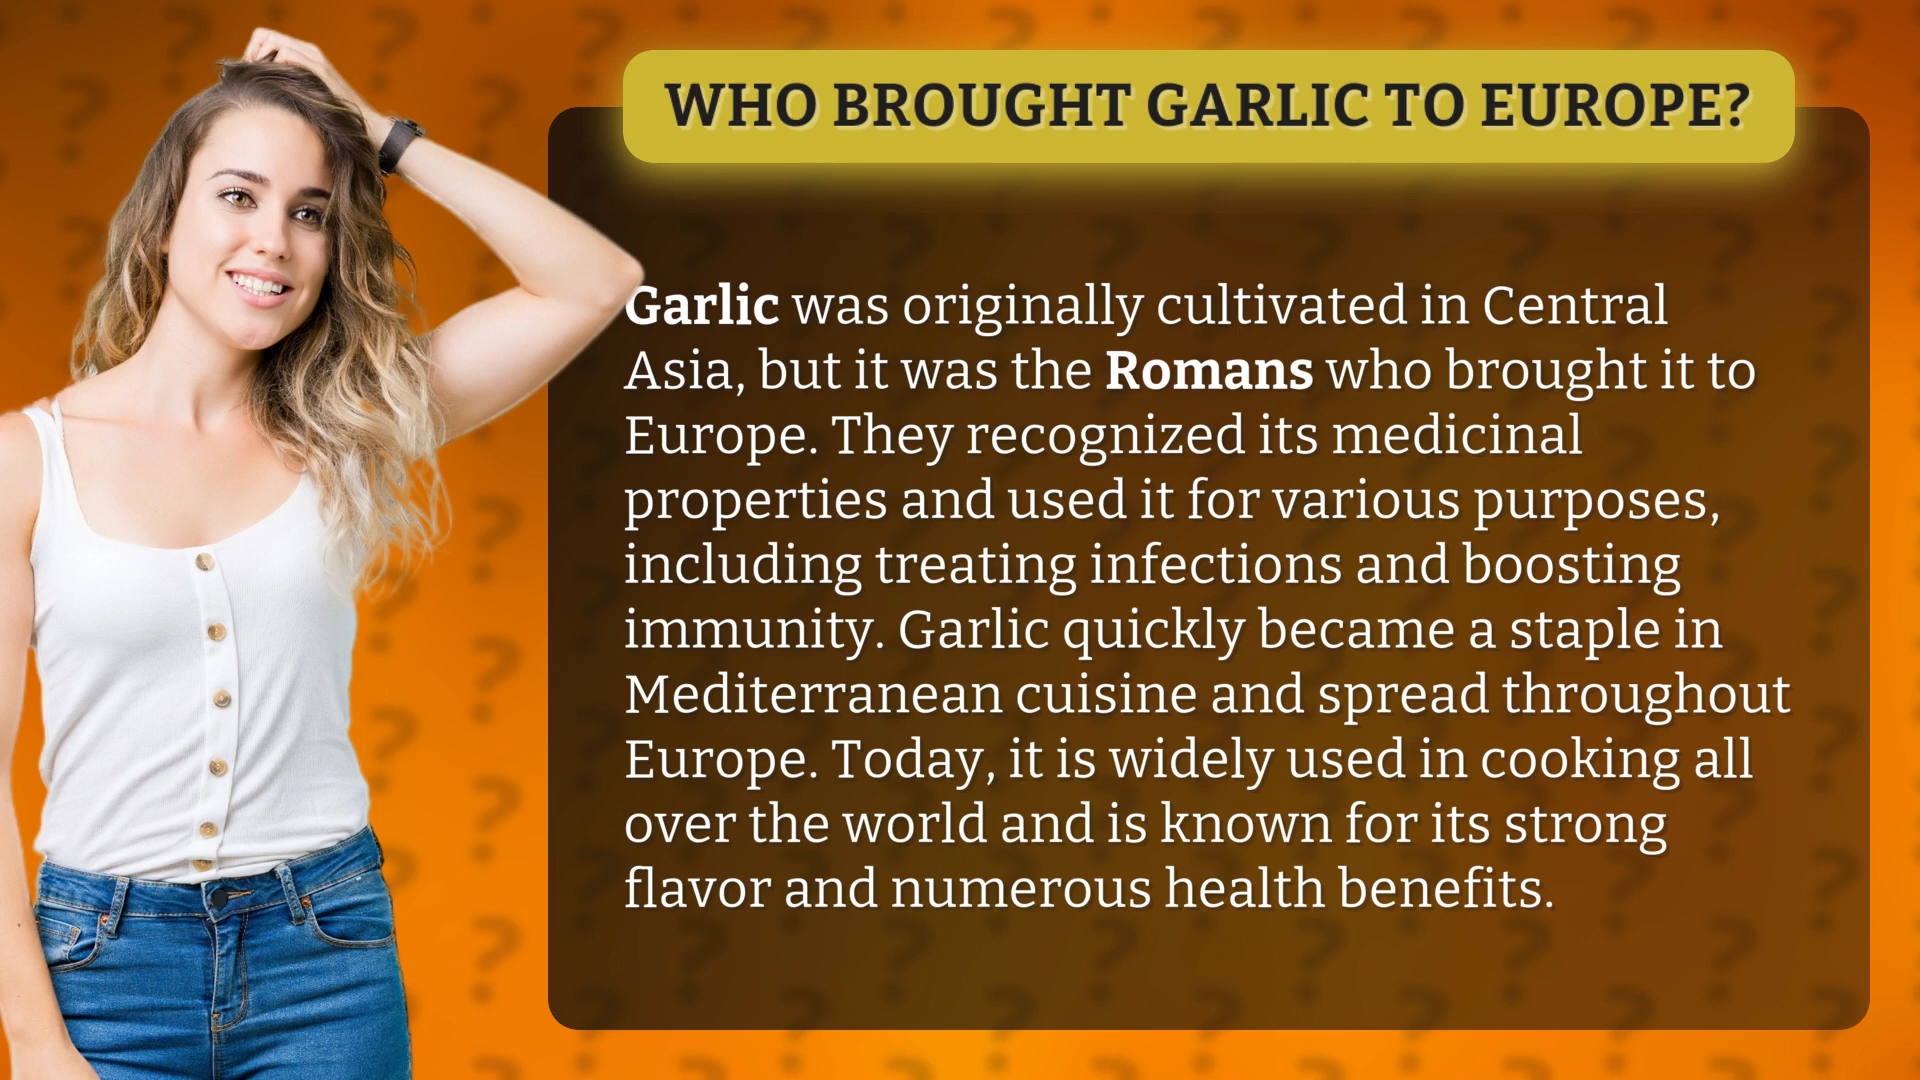 WHO BROUGHT GARLIC TO EUROPE?
Garlic was originally cultivated in Central
Asia, but it was the Romans who brought it to
Europe. They recognized its medicinal
properties and used it for various purposes,
including treating infections and boosting
immunity. Garlic quickly became a staple in
Mediterranean cuisine and spread throughout
Europe. Today, it is widely used in cooking all
over the world and is known for its strong
flavor and numerous health benefits.